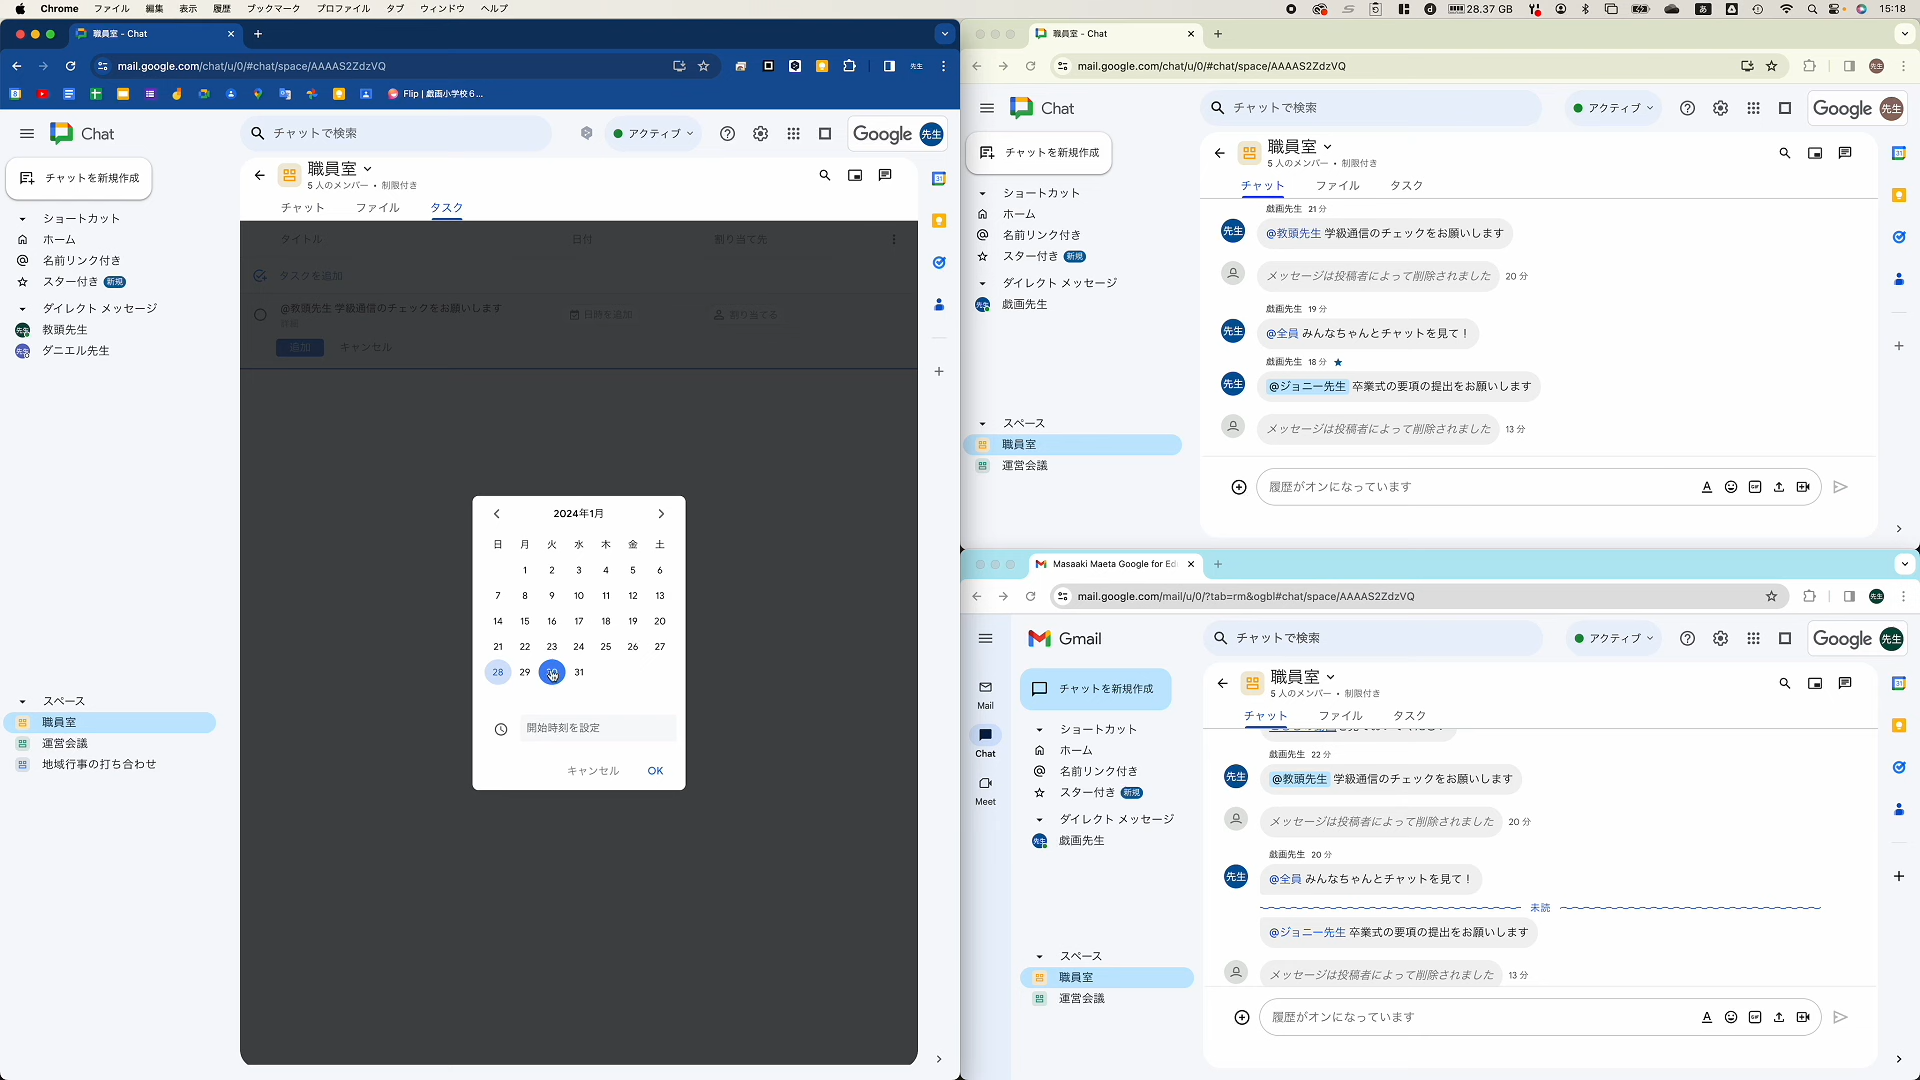 Chrome ファイル 編集 表示 履歴 ブックマーク プロファイル タブ ウィンドウ ヘルプ
28.37 GB あ 15:18
職員室 - Chat
mail.google.com/chat/u/0/#chat/space/AAAAS2ZdzVQ
先生
Flip | 戯画小学校６...
Chat
チャットで検索
アクティブ
Google 先生
チャットを新規作成
ショートカット
ホーム
名前リンク付き
スター付き 新規
ダイレクト メッセージ
教頭先生
ダニエル先生
スペース
職員室
運営会議
地域行事の打ち合わせ
職員室
5 人のメンバー • 制限付き
チャット ファイル タスク
タイトル 日付 割り当て先
タスクを追加
@教頭先生 学級通信のチェックをお願いします
詳細
日時を追加 割り当てる
追加 キャンセル
2024年1月
日 月 火 水 木 金 土
1 2 3 4 5 6
7 8 9 10 11 12 13
14 15 16 17 18 19 20
21 22 23 24 25 26 27
28 29 30 31
開始時刻を設定
キャンセル OK
31
職員室 - Chat
mail.google.com/chat/u/0/#chat/space/AAAAS2ZdzVQ
先生
Chat
チャットで検索
アクティブ
Google 先生
チャットを新規作成
ショートカット
ホーム
名前リンク付き
スター付き 新規
ダイレクト メッセージ
戯画先生
スペース
職員室
運営会議
職員室
5 人のメンバー • 制限付き
チャット ファイル タスク
戯画先生 21 分
先生 @教頭先生 学級通信のチェックをお願いします
メッセージは投稿者によって削除されました 20 分
戯画先生 19 分
先生 @全員 みんなちゃんとチャットを見て！
戯画先生 18 分
先生 @ジョニー先生 卒業式の要項の提出をお願いします
メッセージは投稿者によって削除されました 13 分
履歴がオンになっています
GIF
31
Masaaki Maeta Google for Ed
mail.google.com/mail/u/0/?tab=rm&ogbl#chat/space/AAAAS2ZdzVQ
先生
Gmail
チャットで検索
アクティブ
Google 先生
Mail
Chat
Meet
チャットを新規作成
ショートカット
ホーム
名前リンク付き
スター付き 新規
ダイレクト メッセージ
戯画先生
スペース
職員室
運営会議
職員室
5 人のメンバー • 制限付き
チャット ファイル タスク
戯画先生 22 分
先生 @教頭先生 学級通信のチェックをお願いします
メッセージは投稿者によって削除されました 20 分
戯画先生 20 分
先生 @全員 みんなちゃんとチャットを見て！
未読
@ジョニー先生 卒業式の要項の提出をお願いします
メッセージは投稿者によって削除されました 13 分
履歴がオンになっています
GIF
31